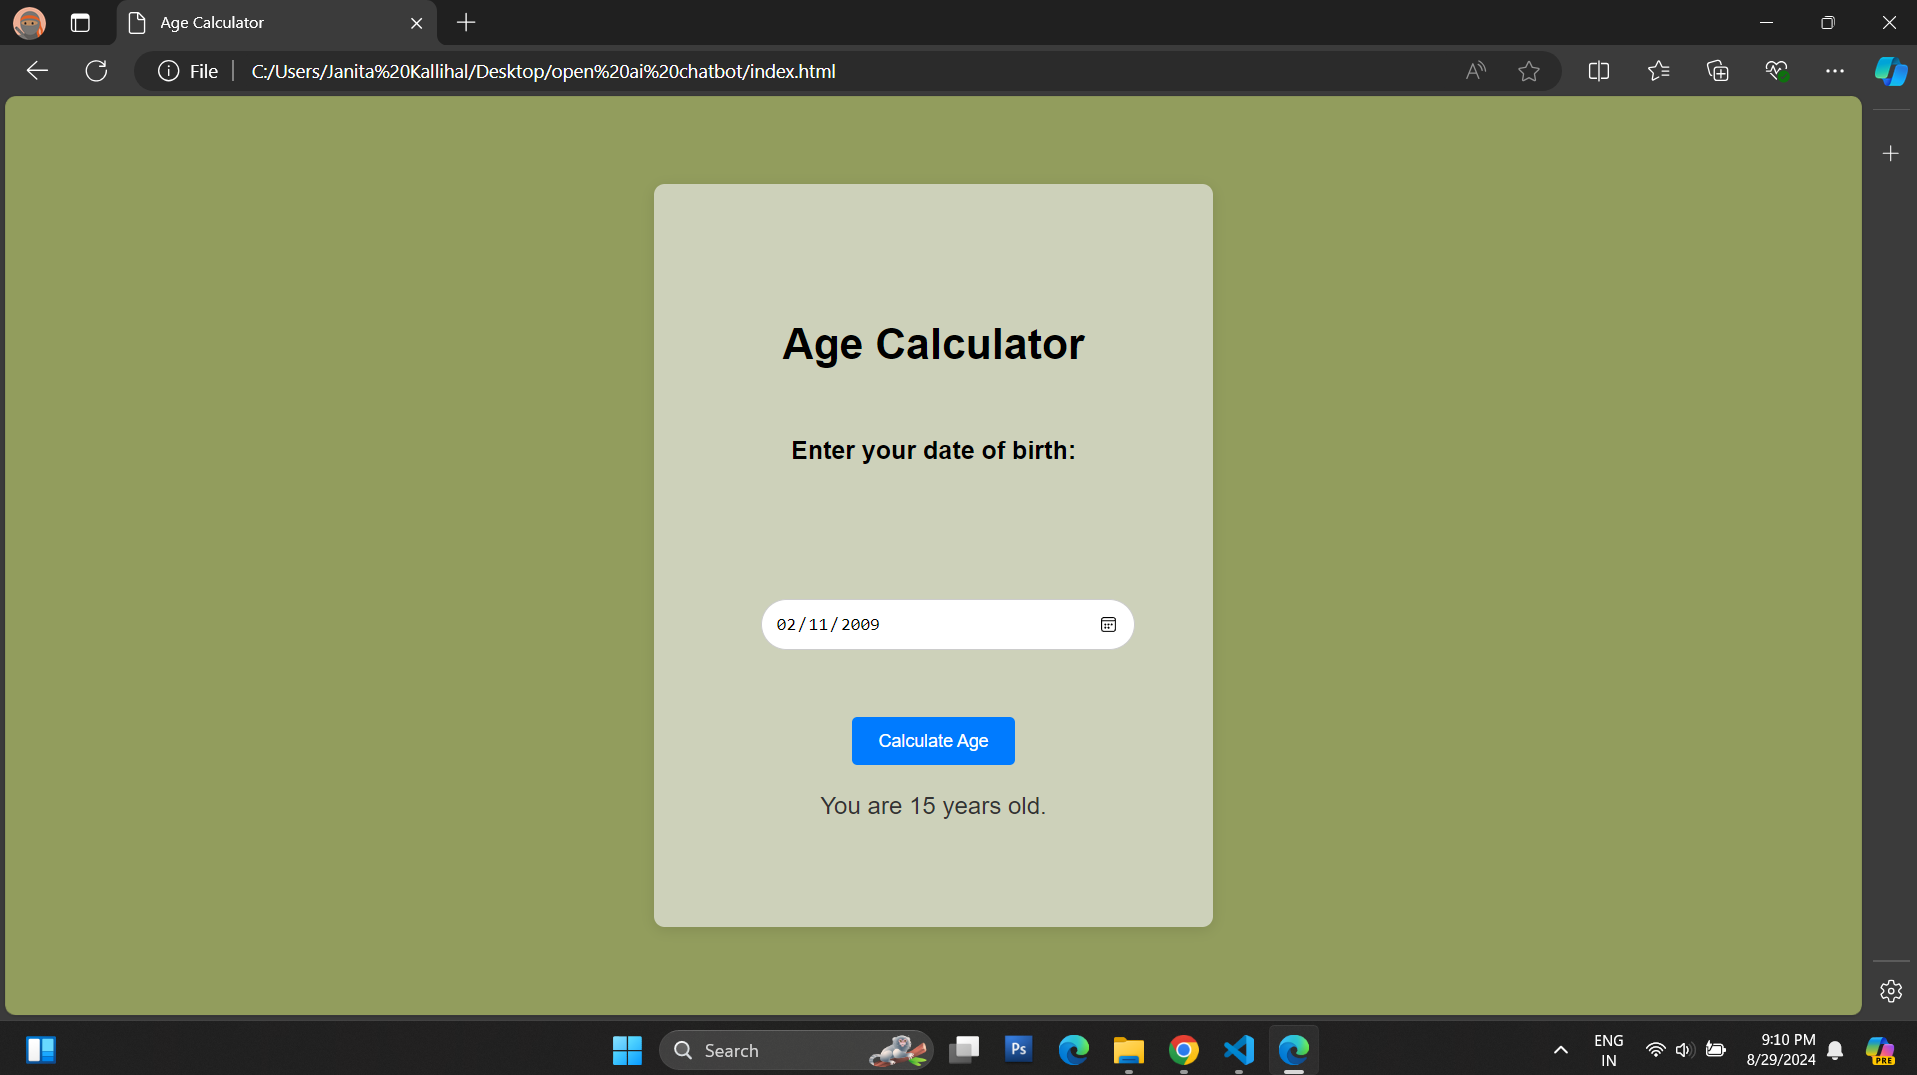 Age Calculator
File
C:/Users/Janita%20Kallihal/Desktop/open%20ai%20chatbot/index.html
Age Calculator
Enter your date of birth:
02/11/2009
Calculate Age
You are 15 years old.
Search
Ps
ENG
IN
9:10 PM
8/29/2024
PRE